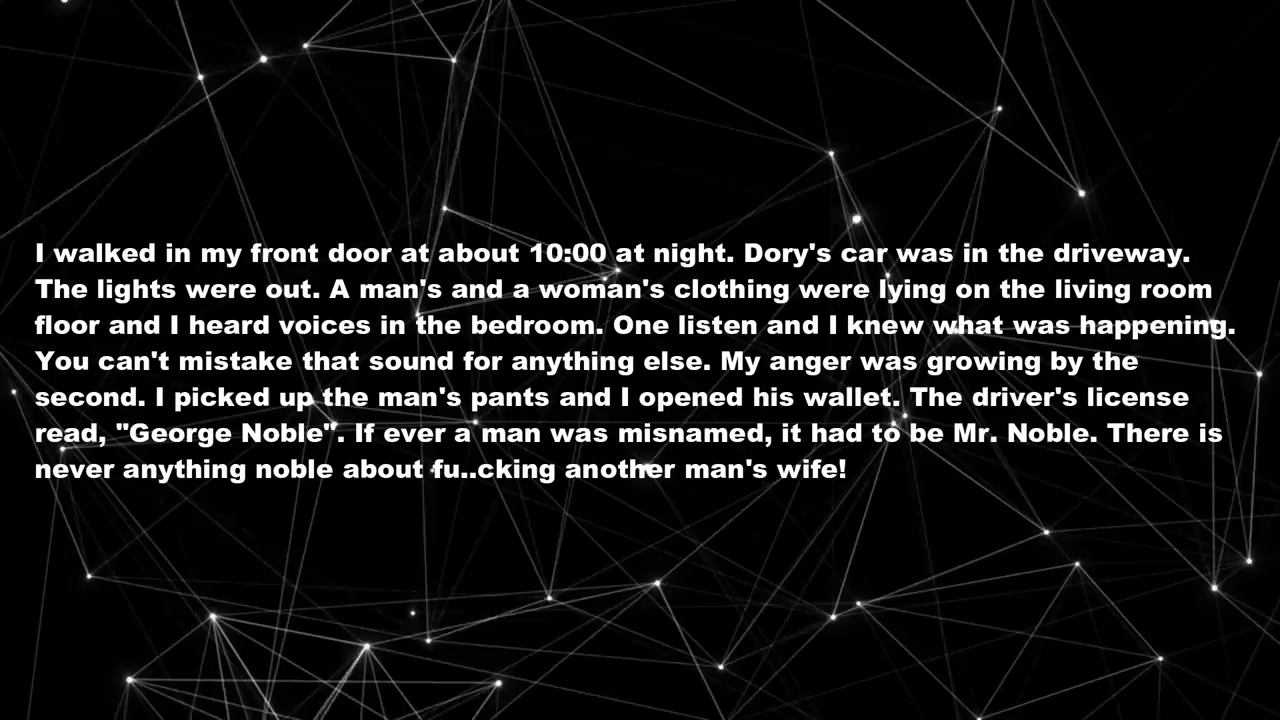 I walked in my front door at about 10:00 at night. Dory's car was in the driveway.
The lights were out. A man's and a woman's clothing were lying on the living room
floor and I heard voices in the bedroom. One listen and I knew what was happening.
You can't mistake that sound for anything else. My anger was growing by the
second. I picked up the man's pants and I opened his wallet. The driver's license
read, "George Noble". If ever a man was misnamed, it had to be Mr. Noble. There is
never anything noble about fu..cking another man's wife!